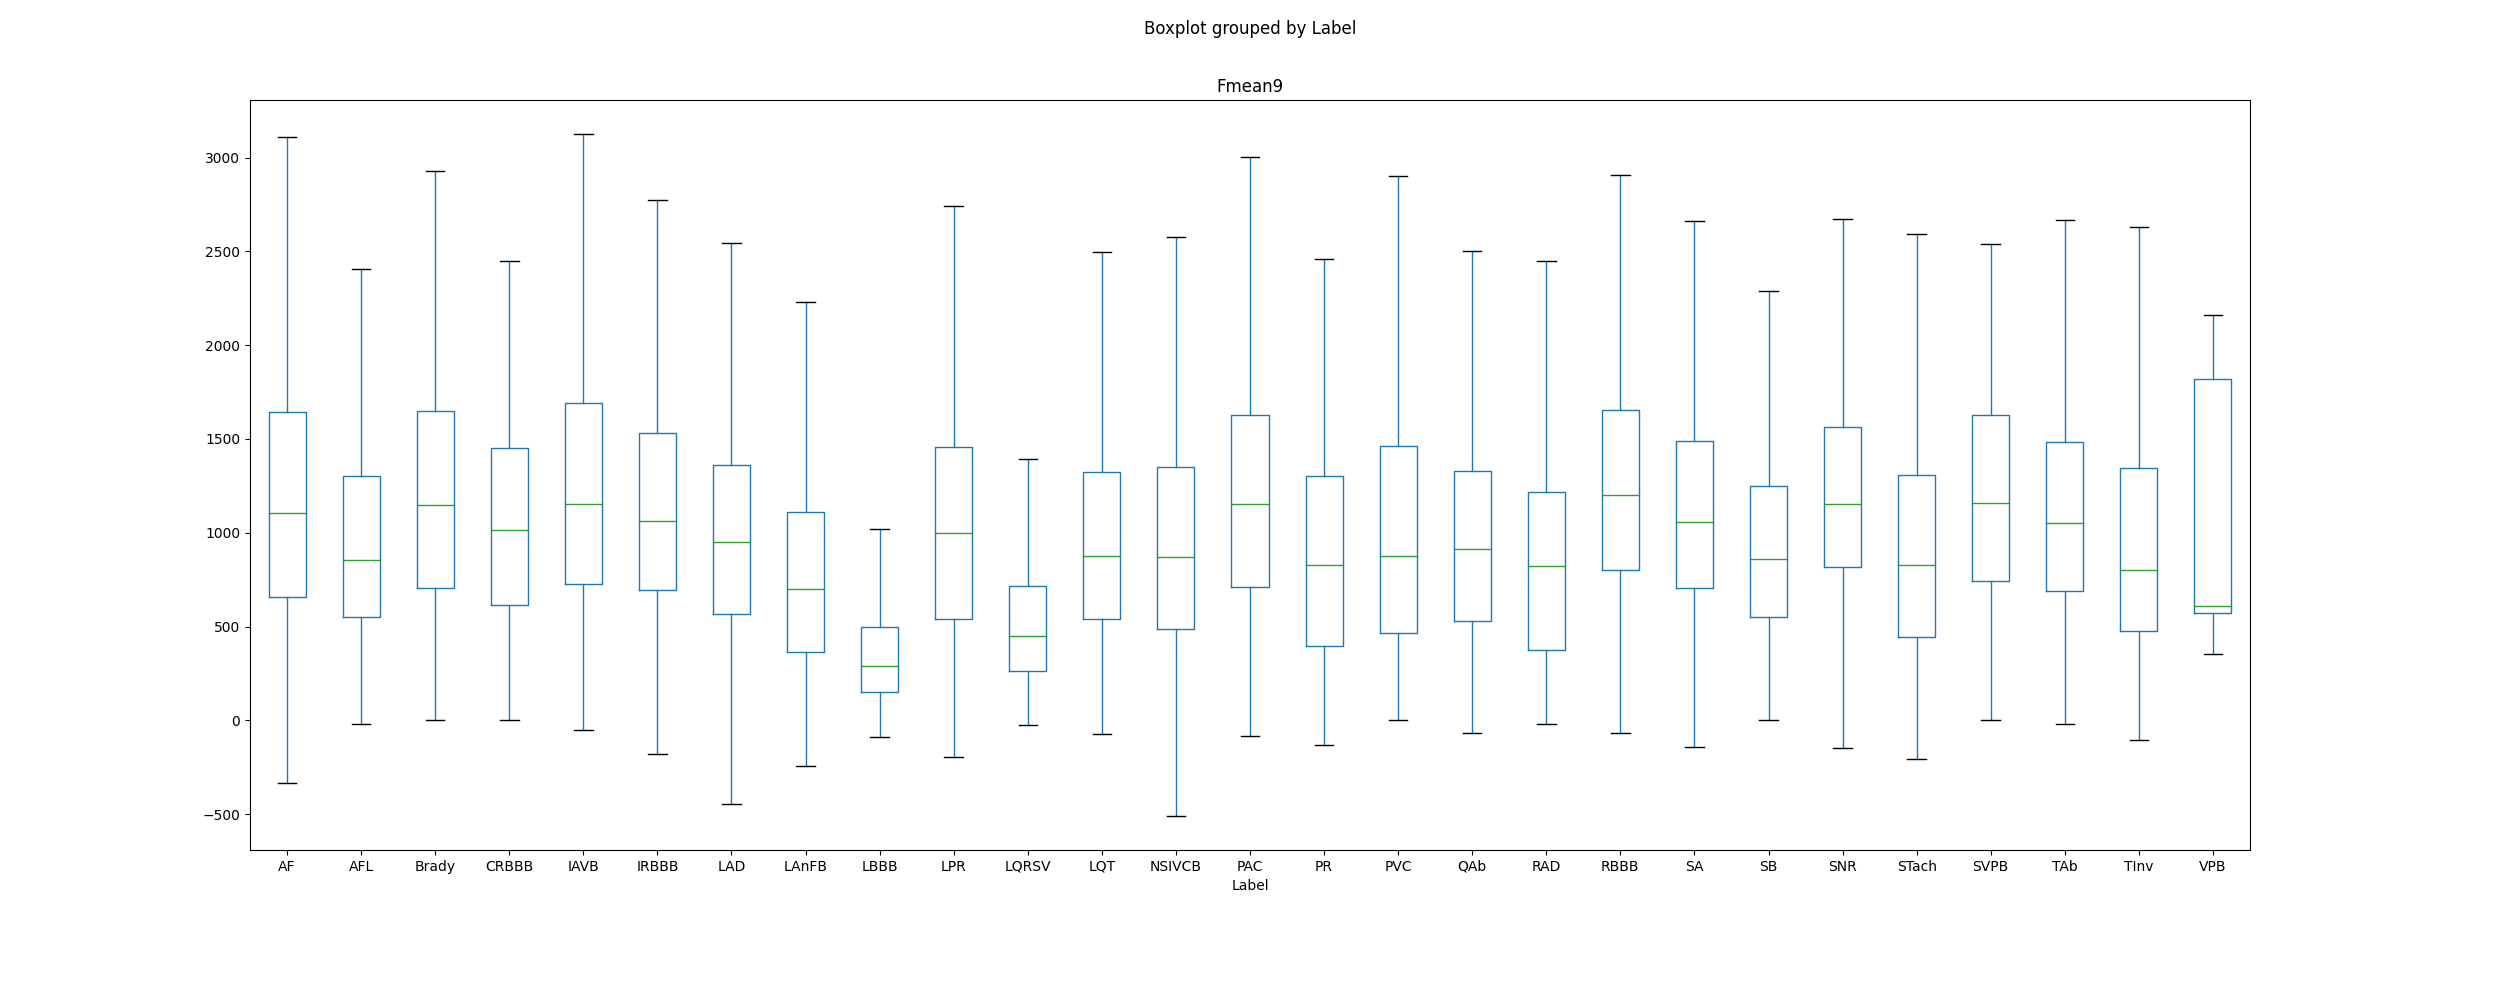 Boxplot grouped by Label
Fmean9
3000
2500
2000
1500
1000
500
0
−500
AF AFL Brady CRBBB IAVB IRBBB LAD LAnFB LBBB LPR LQRSV LQT NSIVCB PAC PR PVC QAb RAD RBBB SA SB SNR STach SVPB TAb TInv VPB
Label